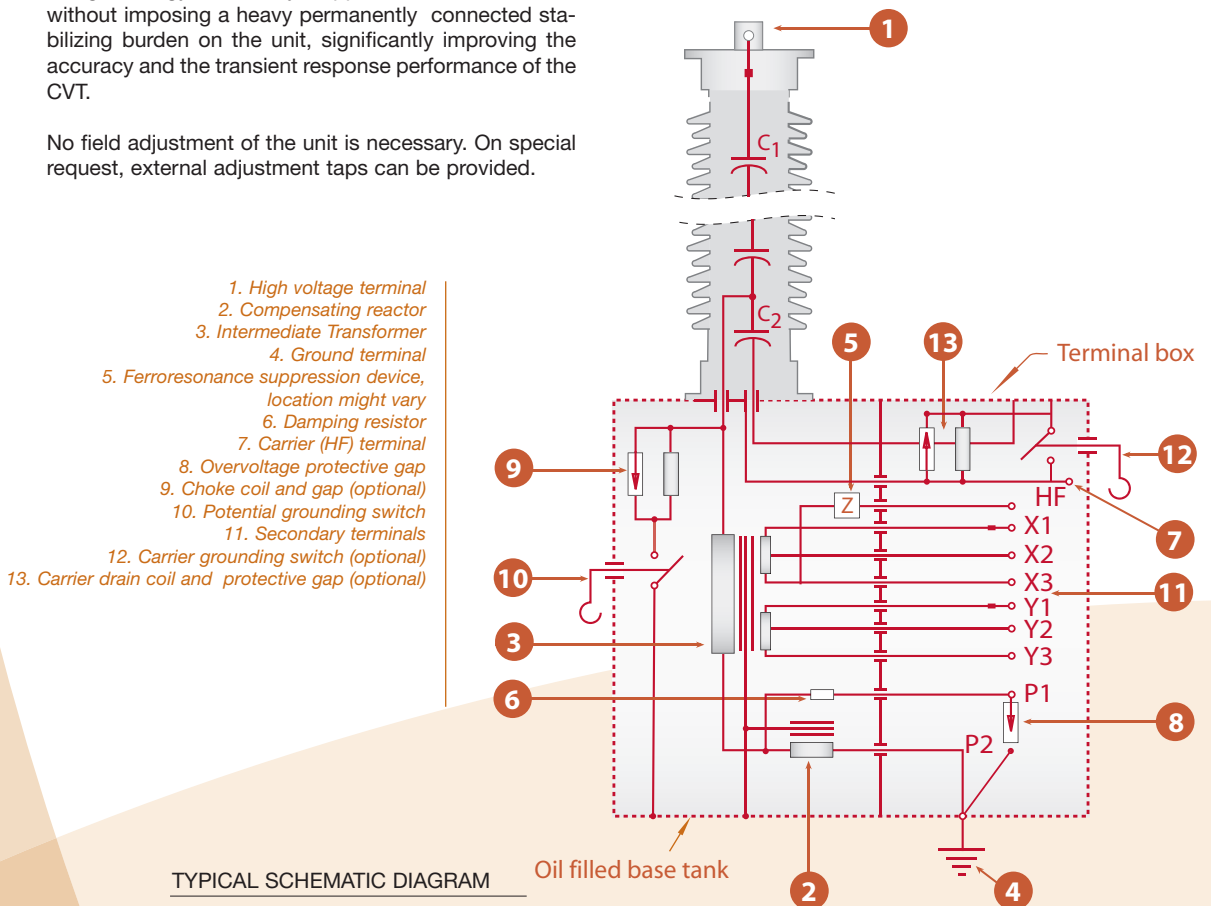 without imposing a heavy permanently connected sta-
bilizing burden on the unit, significantly improving the
accuracy and the transient response performance of the
CVT.
No field adjustment of the unit is necessary. On special
request, external adjustment taps can be provided.
1. High voltage terminal
2. Compensating reactor
3. Intermediate Transformer
4. Ground terminal
5. Ferroresonance suppression device,
location might vary
6. Damping resistor
7. Carrier (HF) terminal
8. Overvoltage protective gap
9. Choke coil and gap (optional)
10. Potential grounding switch
11. Secondary terminals
12. Carrier grounding switch (optional)
13. Carrier drain coil and protective gap (optional)
1
C1
C2
5
13
Terminal box
9
12
Z
HF
7
X1
X2
10
X3
11
Y1
Y2
3
Y3
6
P1
8
P2
Oil filled base tank
2
4
TYPICAL SCHEMATIC DIAGRAM